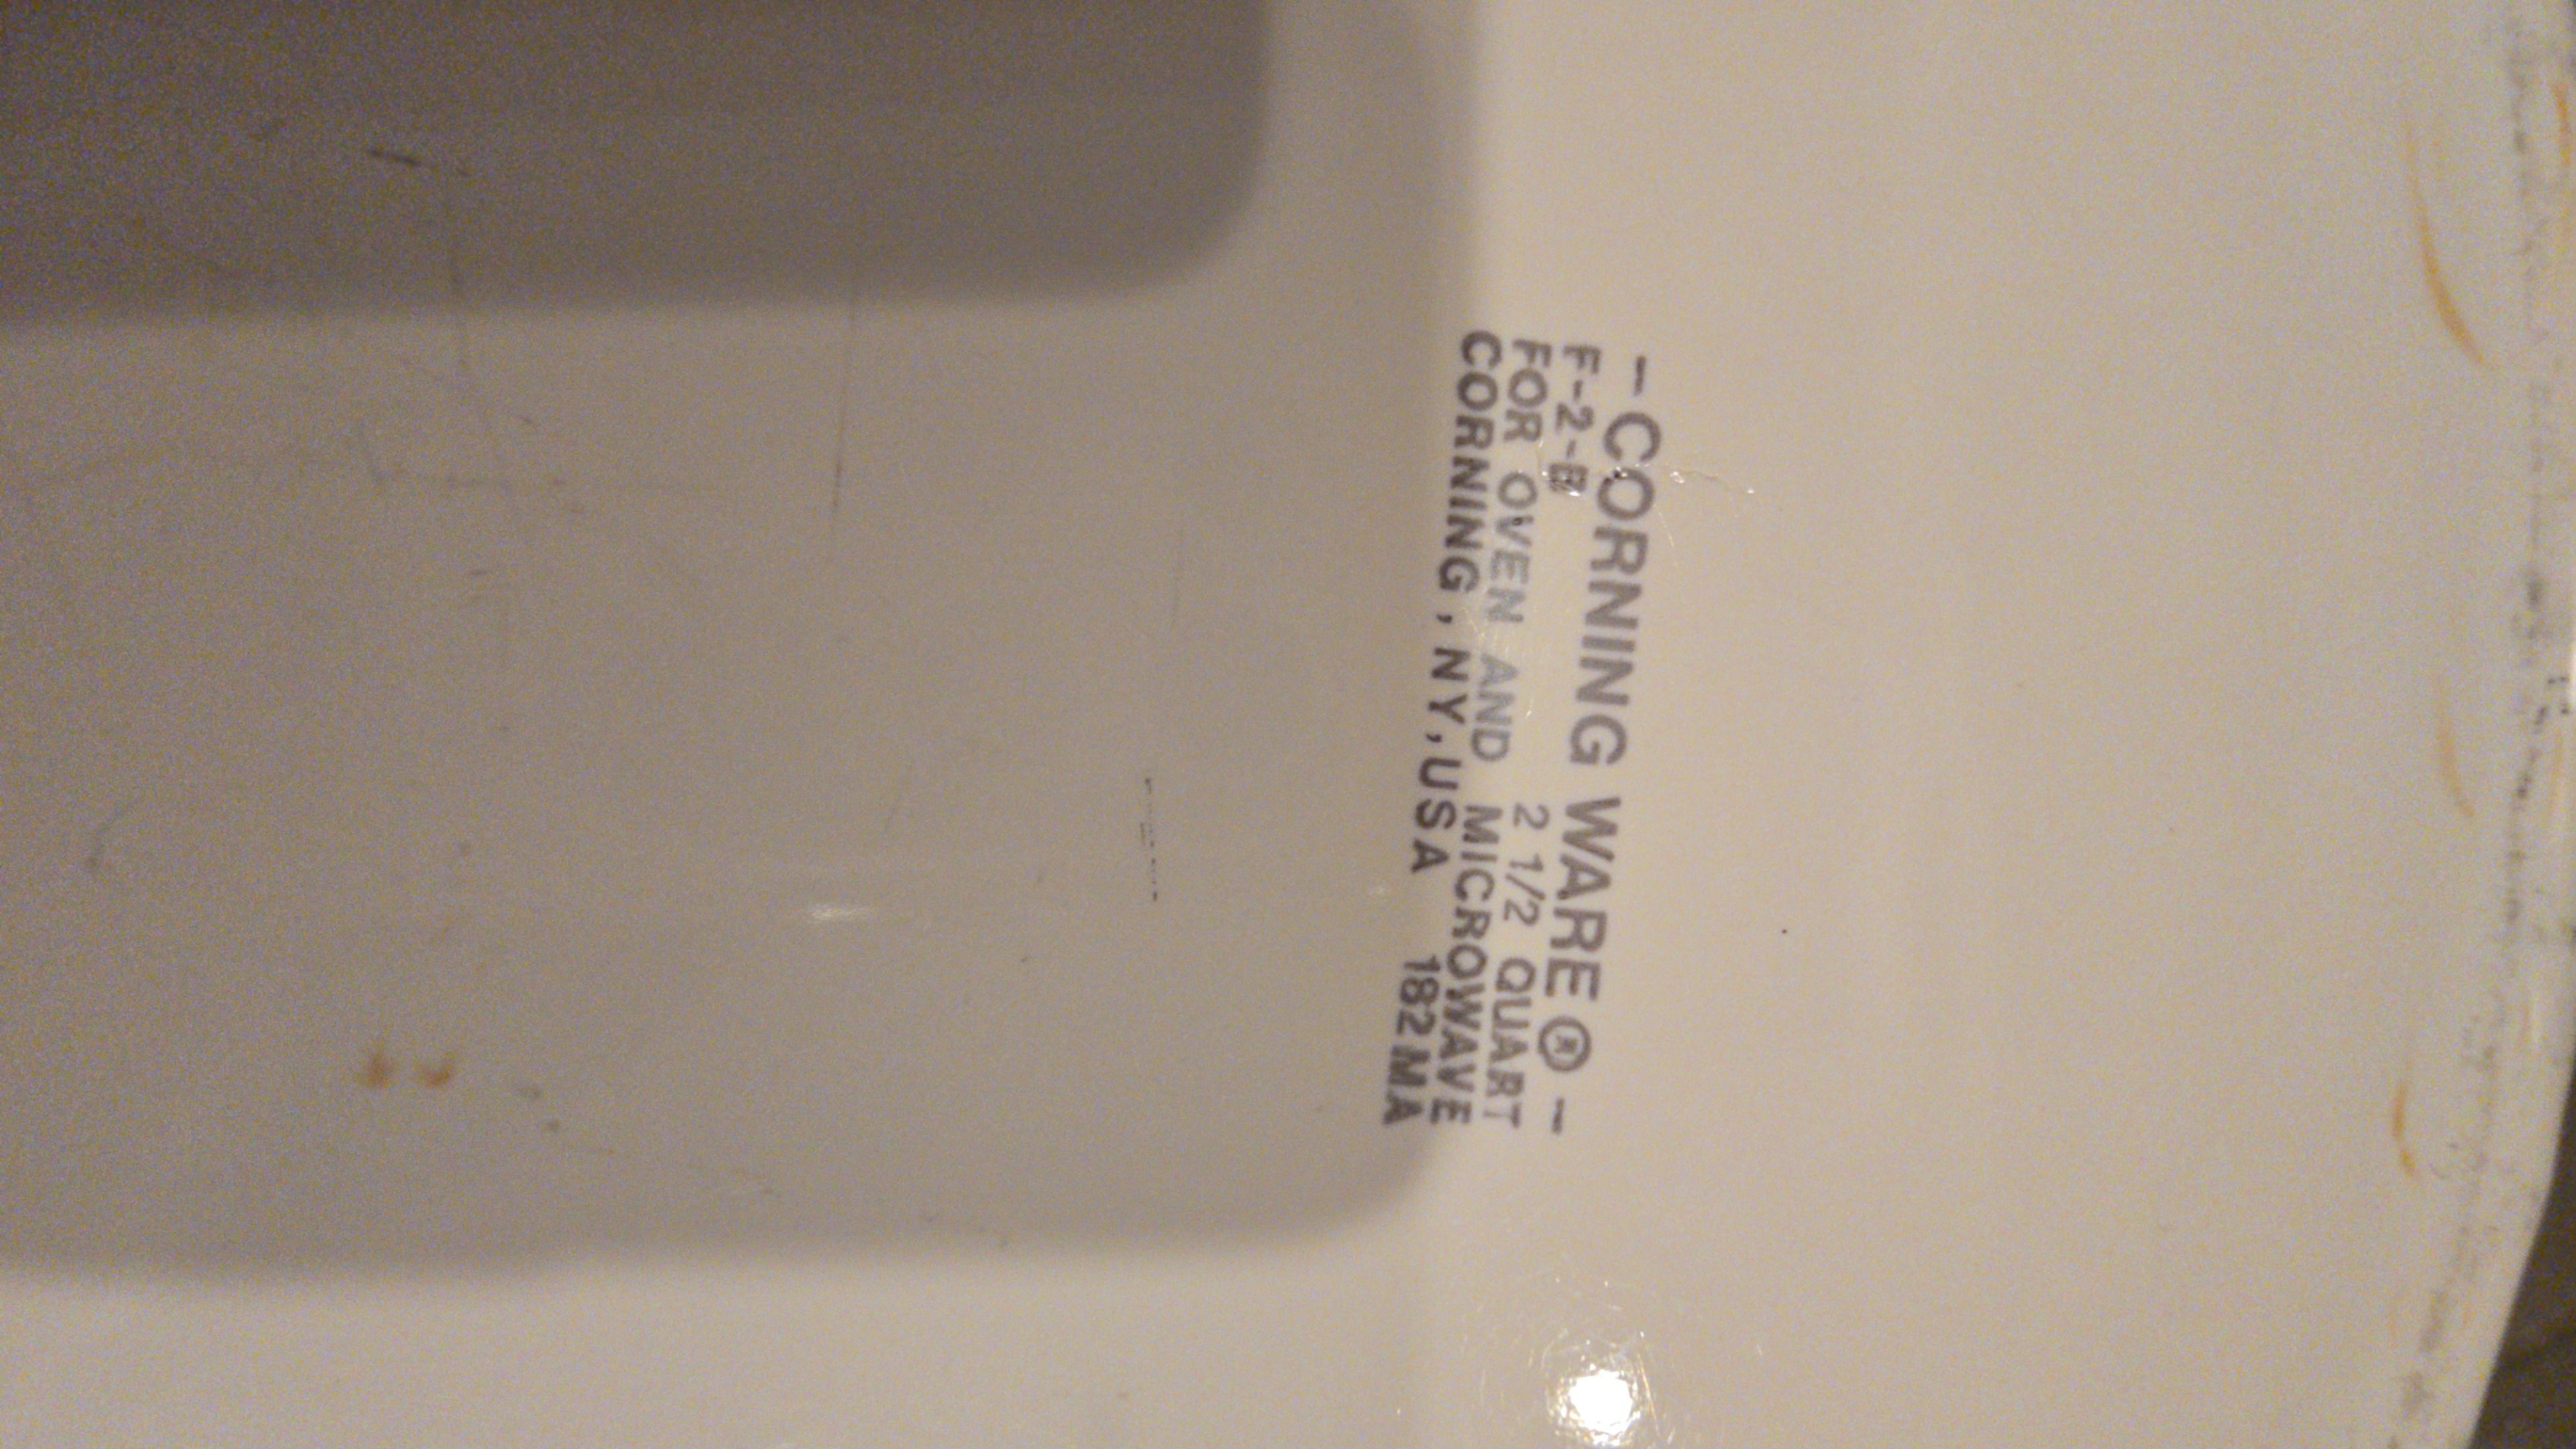 — CORNING WARE ® —
F-2-B 2 1/2 QUART
FOR OVEN AND MICROWAVE
CORNING, NY, USA 182 MA